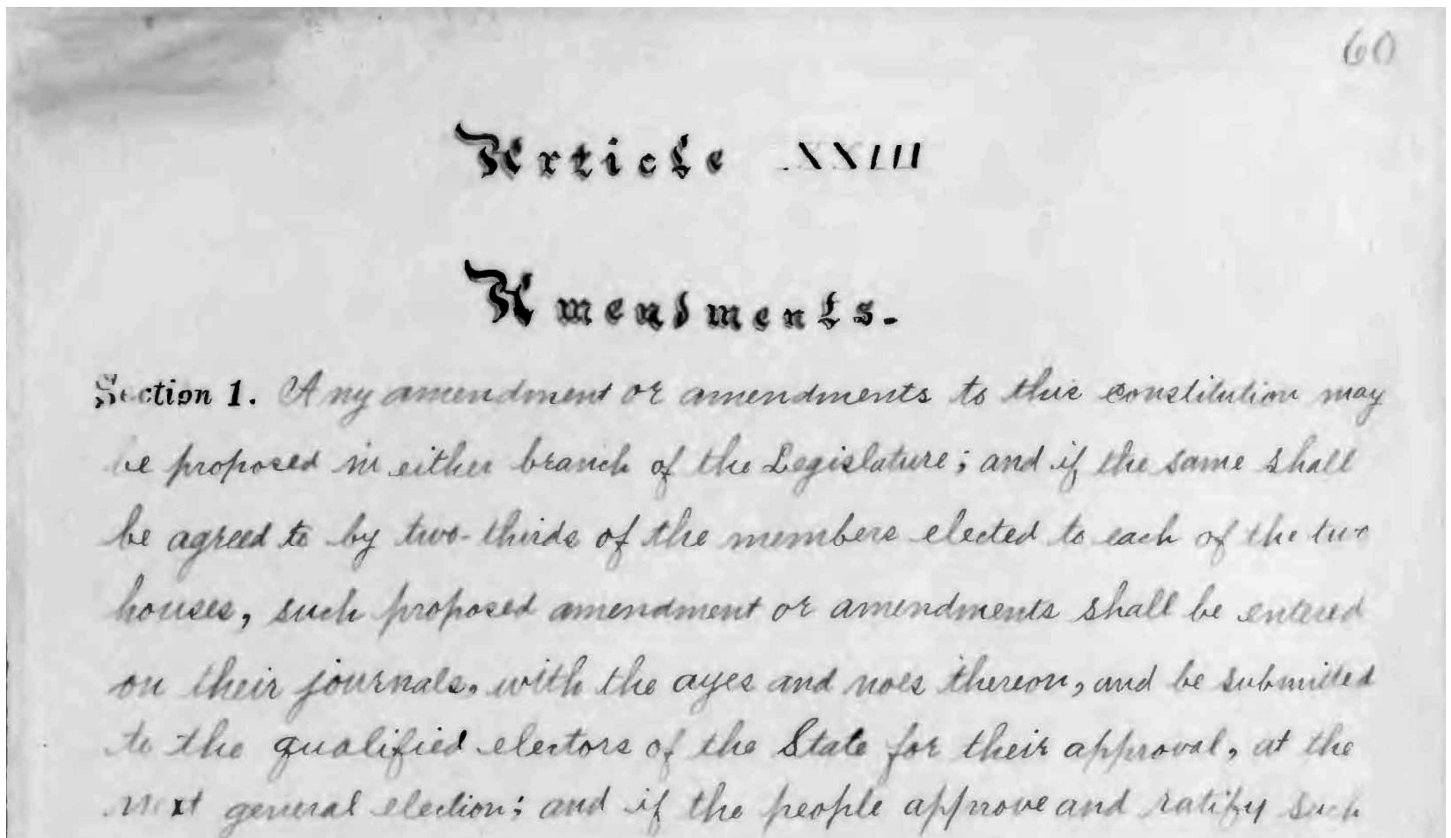 60
Article XXIII
Amendments.
Section 1. Any amendment or amendments to this constitution may
be proposed in either branch of the Legislature; and if the same shall
be agreed to by two-thirds of the members elected to each of the two
houses, such proposed amendment or amendments shall be entered
on their journals, with the ayes and noes thereon, and be submitted
to the qualified electors of the State for their approval, at the
next general election; and if the people approve and ratify such